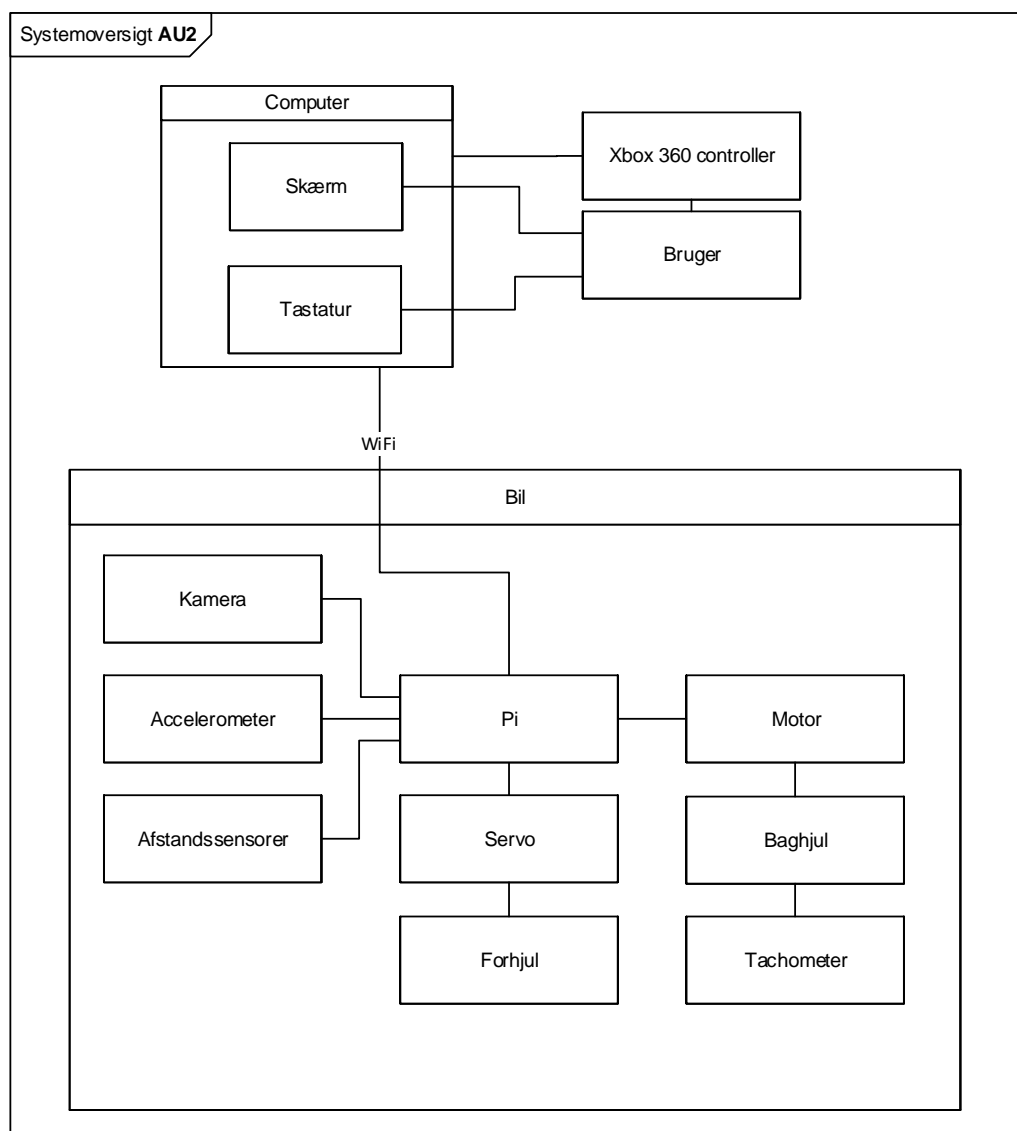 Systemoversigt AU2
Computer
Skærm
Tastatur
Xbox 360 controller
Bruger
WiFi
Bil
Kamera
Accelerometer
Afstandssensorer
Pi
Servo
Forhjul
Motor
Baghjul
Tachometer